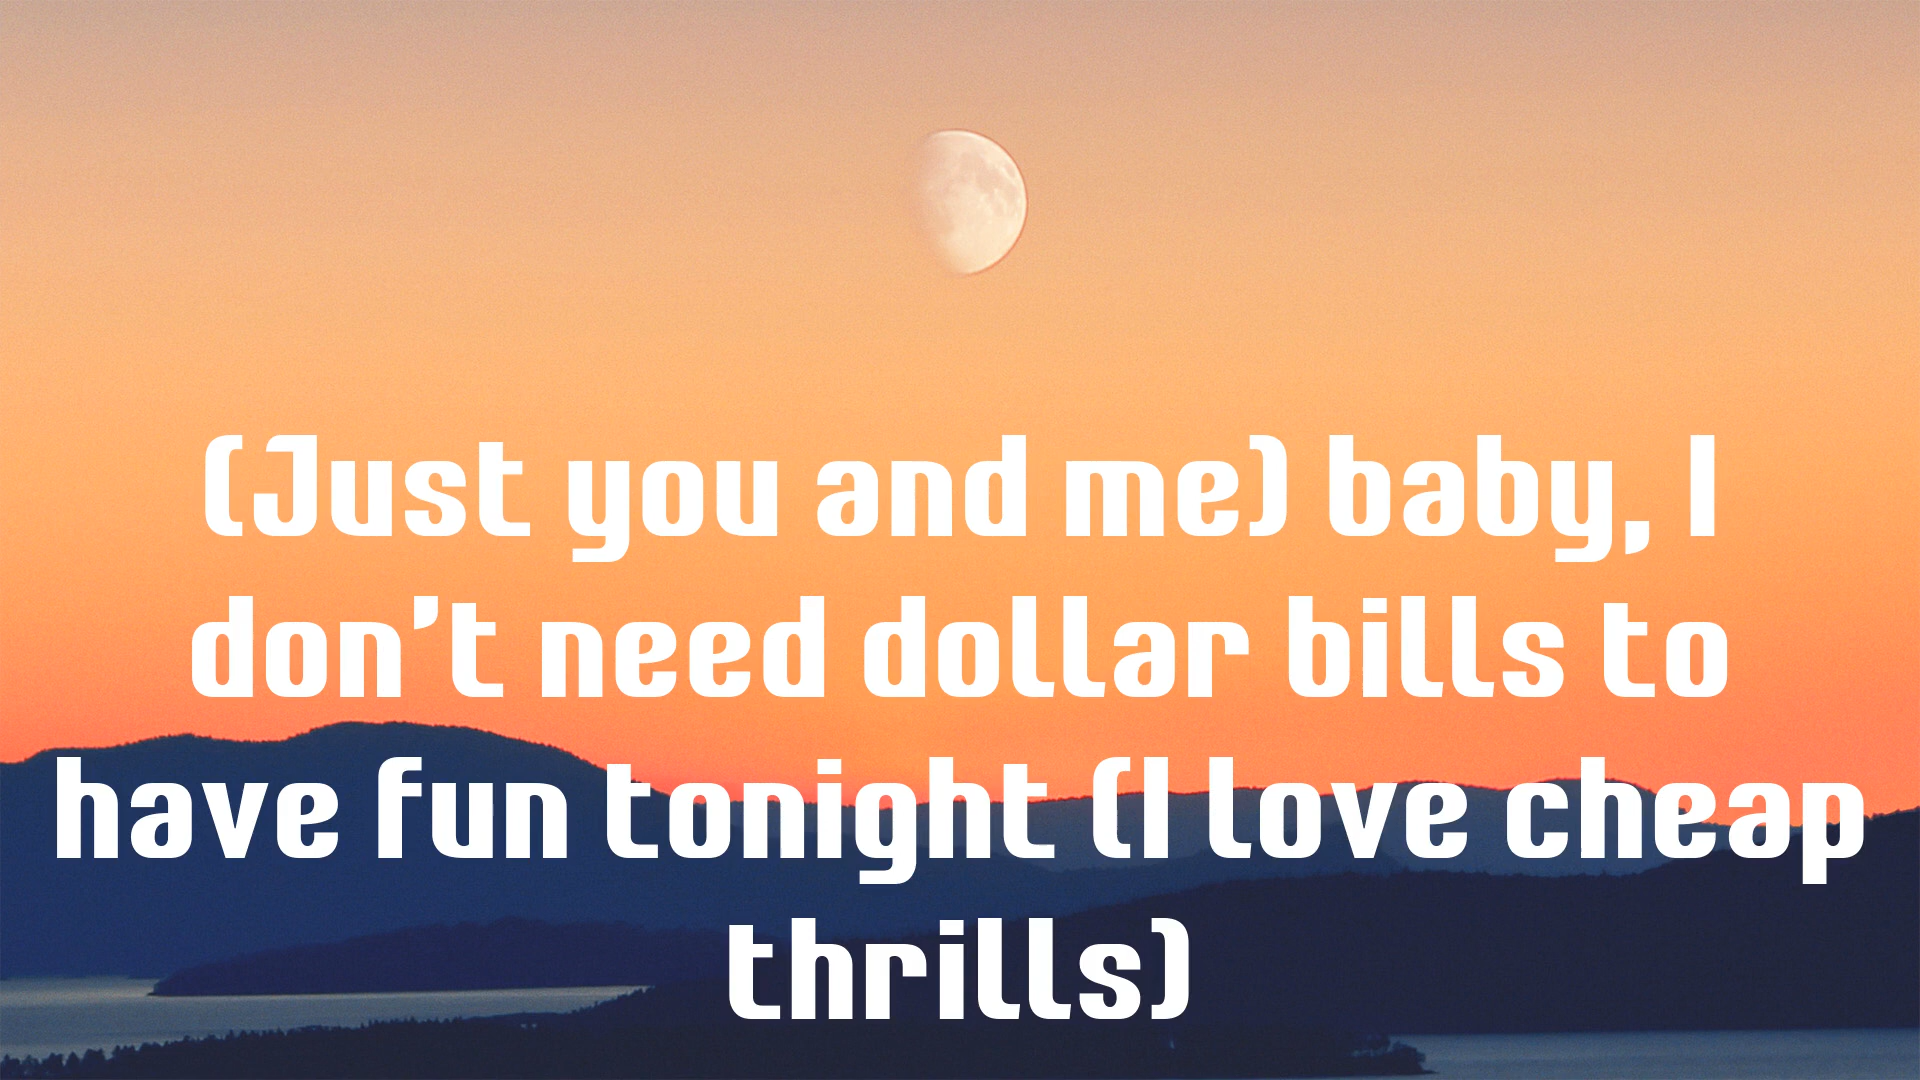 (Just you and me) baby, I
don't need dollar bills to
have fun tonight (I love cheap
thrills)